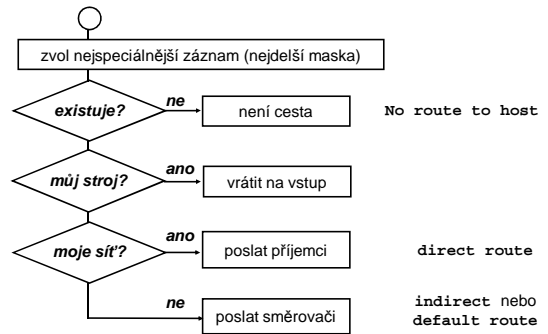 zvol nejspeciálnější záznam (nejdelší maska)
existuje?
ne
není cesta
No route to host
můj stroj?
ano
vrátit na vstup
moje síť?
ano
poslat příjemci
direct route
ne
poslat směrovači
indirect nebo
default route